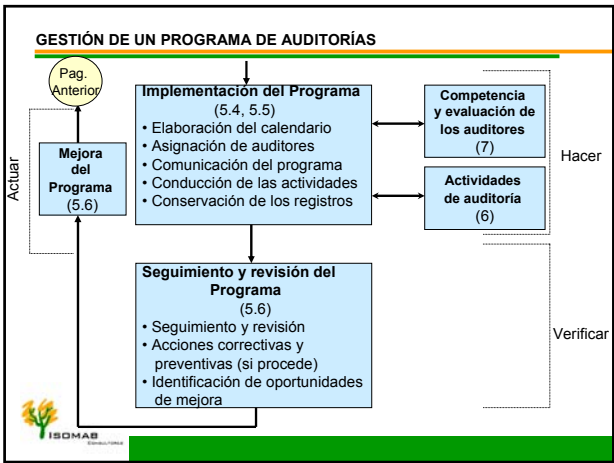 GESTIÓN DE UN PROGRAMA DE AUDITORÍAS
Pag.
Anterior
Implementación del Programa
(5.4, 5.5)
• Elaboración del calendario
• Asignación de auditores
• Comunicación del programa
• Conducción de las actividades
• Conservación de los registros
Competencia
y evaluación de
los auditores
(7)
Actividades
de auditoría
(6)
Hacer
Actuar
Mejora
del
Programa
(5.6)
Seguimiento y revisión del
Programa
(5.6)
• Seguimiento y revisión
• Acciones correctivas y
preventivas (si procede)
• Identificación de oportunidades
de mejora
Verificar
ISOMAB
CONSULTORES